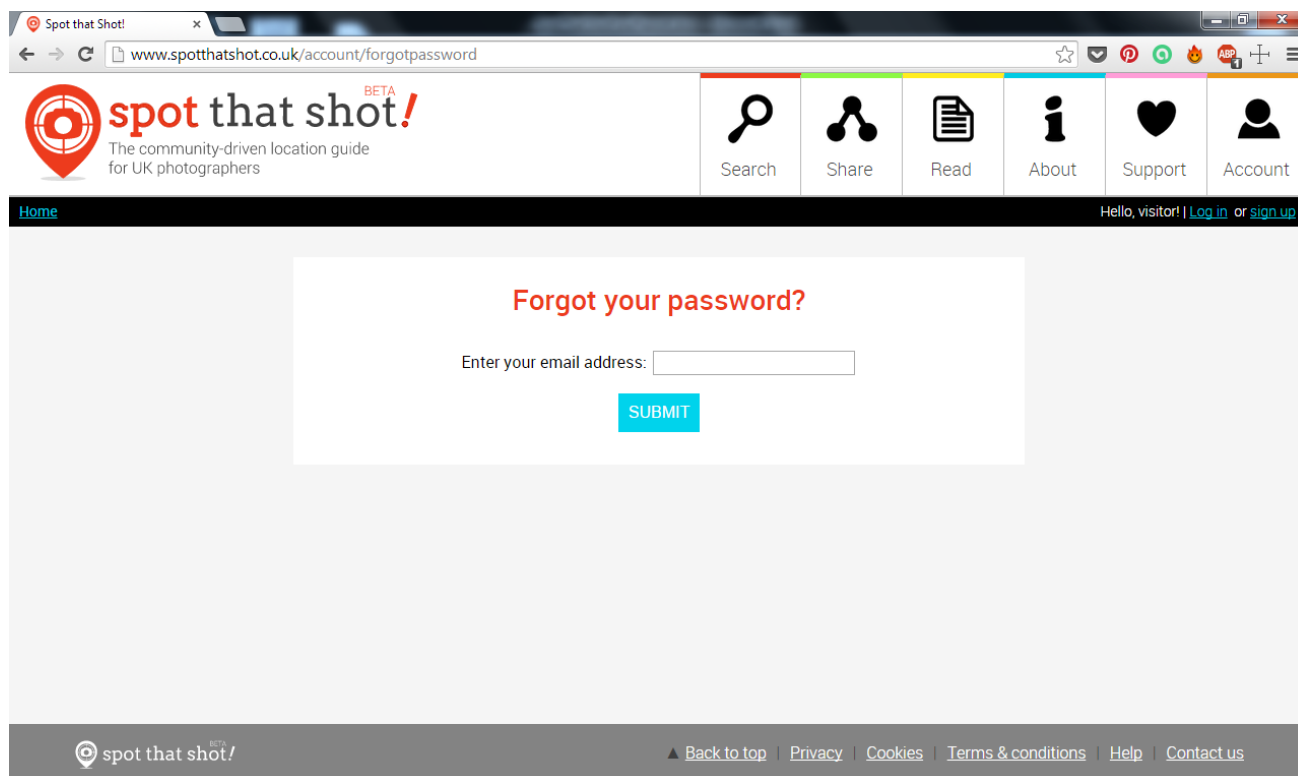 Spot that Shot!
www.spotthatshot.co.uk/account/forgotpassword
ABP
1
BETA
spot that shot!
The community-driven location guide
for UK photographers
Search
Share
Read
About
Support
Account
Home
Hello, visitor! | Log in or sign up
Forgot your password?
Enter your email address:
SUBMIT
BETA
spot that shot!
▲ Back to top | Privacy | Cookies | Terms & conditions | Help | Contact us